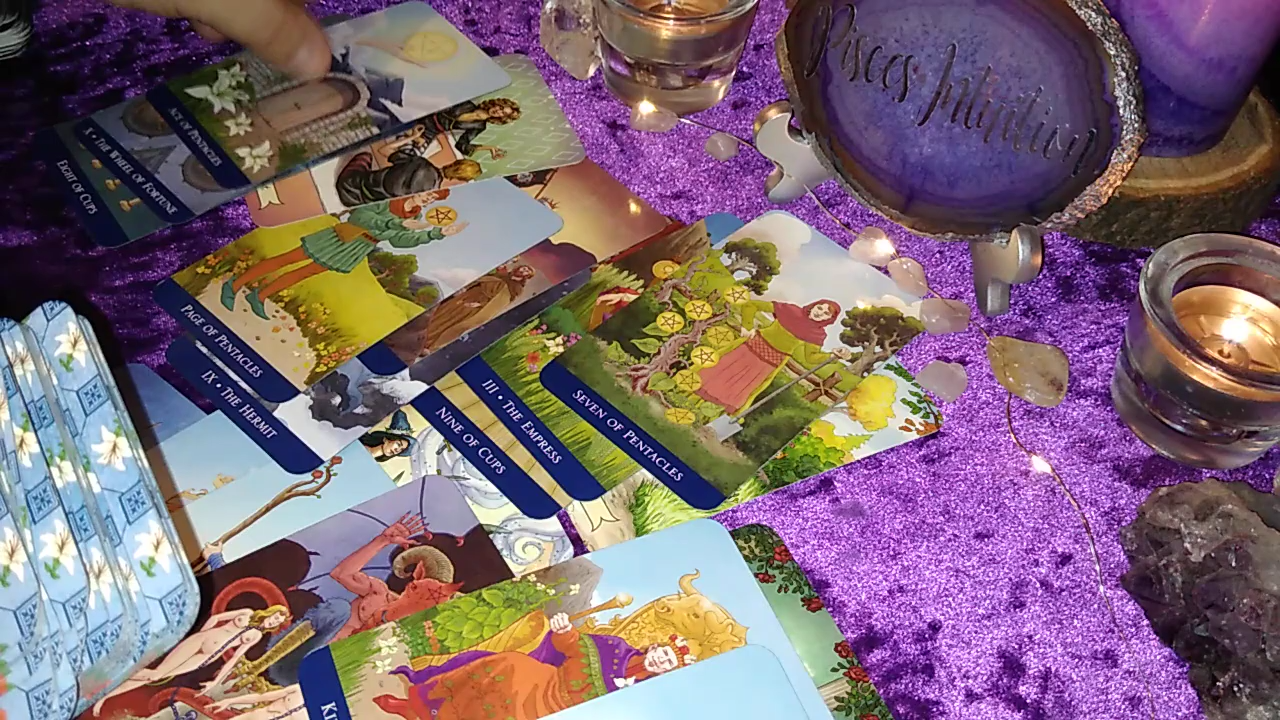 Pisces Intuition
ACE OF PENTACLES
X • THE WHEEL OF FORTUNE
EIGHT OF CUPS
PAGE OF PENTACLES
IX • THE HERMIT
SEVEN OF PENTACLES
III • THE EMPRESS
NINE OF CUPS